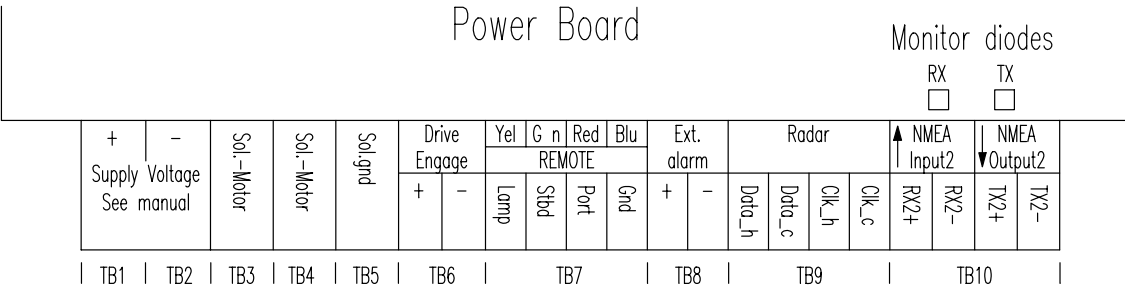 Power Board
Monitor diodes
RX TX
+ − Sol.−Motor Sol.−Motor Sol.gnd Drive Engage Yel G n Red Blu Ext. alarm Radar NMEA Input2 NMEA Output2
Supply Voltage
See manual
REMOTE
+ − Lamp Stbd Port Gnd + − Data_h Data_c Clk_h Clk_c RX2+ RX2− TX2+ TX2−
TB1 TB2 TB3 TB4 TB5 TB6 TB7 TB8 TB9 TB10